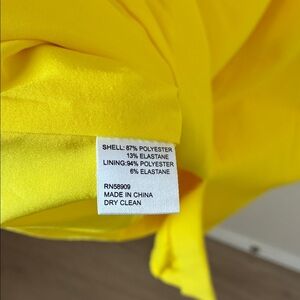 SHELL: 87% POLYESTER
13% ELASTANE
LINING:94% POLYESTER
6% ELASTANE
RN58909
MADE IN CHINA
DRY CLEAN